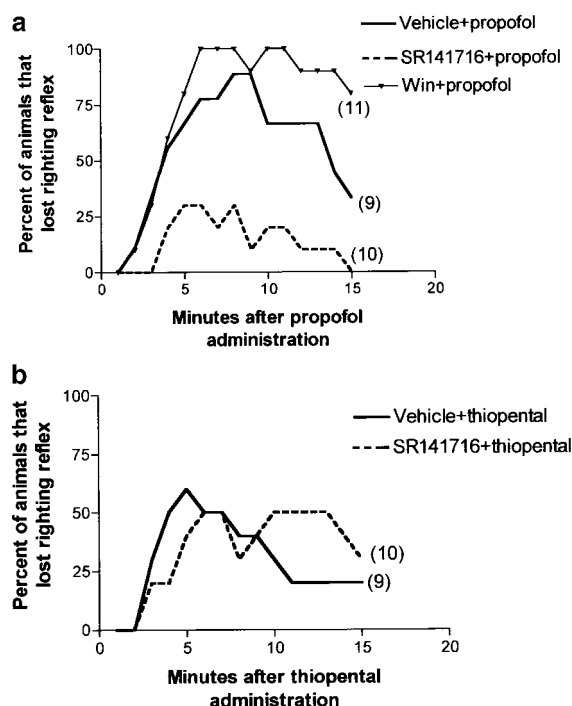 a
Vehicle+propofol
SR141716+propofol
Win+propofol
Percent of animals that
lost righting reflex
100
75
50
25
0
(11)
(9)
(10)
0
5
10
15
20
Minutes after propofol
administration
b
Vehicle+thiopental
SR141716+thiopental
Percent of animals that
lost righting reflex
100
75
50
25
0
(10)
(9)
0
5
10
15
20
Minutes after thiopental
administration